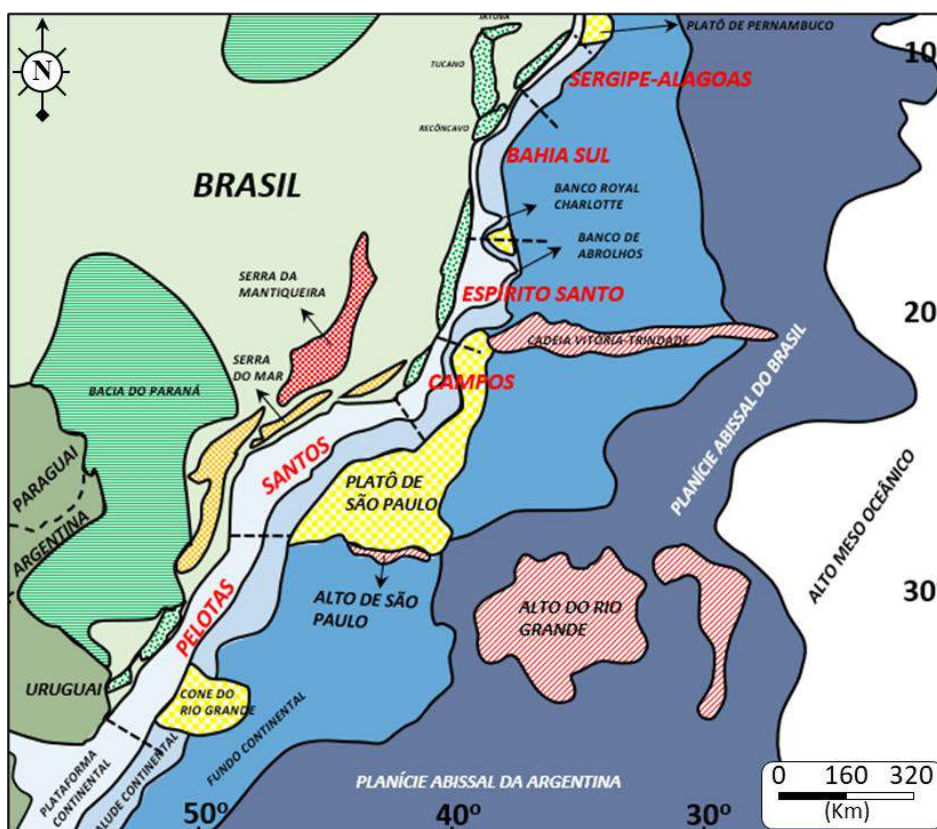 JATOBÁ
PLATÔ DE PERNAMBUCO
N
10
TUCANO
SERGIPE-ALAGOAS
RECÔNCAVO
BAHIA SUL
BRASIL
BANCO ROYAL
CHARLOTTE
BANCO DE
ABROLHOS
SERRA DA
MANTIQUEIRA
ESPÍRITO SANTO
20
CADEIA VITÓRIA-TRINDADE
SERRA
DO MAR
CAMPOS
BACIA DO PARANÁ
PLANÍCIE ABISSAL DO BRASIL
SANTOS
PARAGUAI
PLATÔ DE
SÃO PAULO
ALTO MESO OCEÂNICO
ARGENTINA
30
ALTO DE SÃO
PAULO
ALTO DO RIO
GRANDE
PELOTAS
URUGUAI
CONE DO
RIO GRANDE
FUNDO CONTINENTAL
PLATAFORMA
CONTINENTAL
ALUDE CONTINENTAL
PLANÍCIE ABISSAL DA ARGENTINA
0 160 320
(Km)
50º
40º
30º